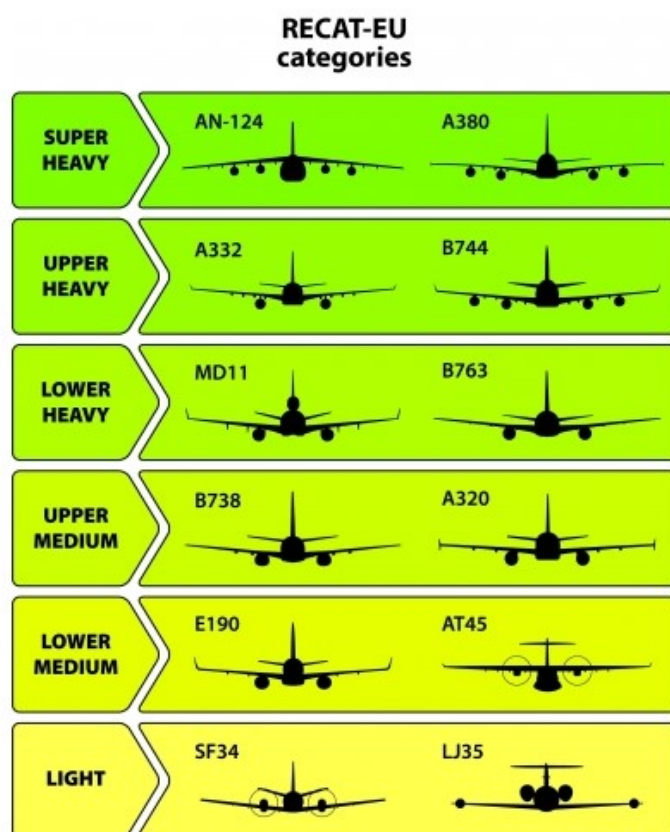 RECAT-EU
categories
SUPER
HEAVY
AN-124
A380
UPPER
HEAVY
A332
B744
LOWER
HEAVY
MD11
B763
UPPER
MEDIUM
B738
A320
LOWER
MEDIUM
E190
AT45
LIGHT
SF34
LJ35